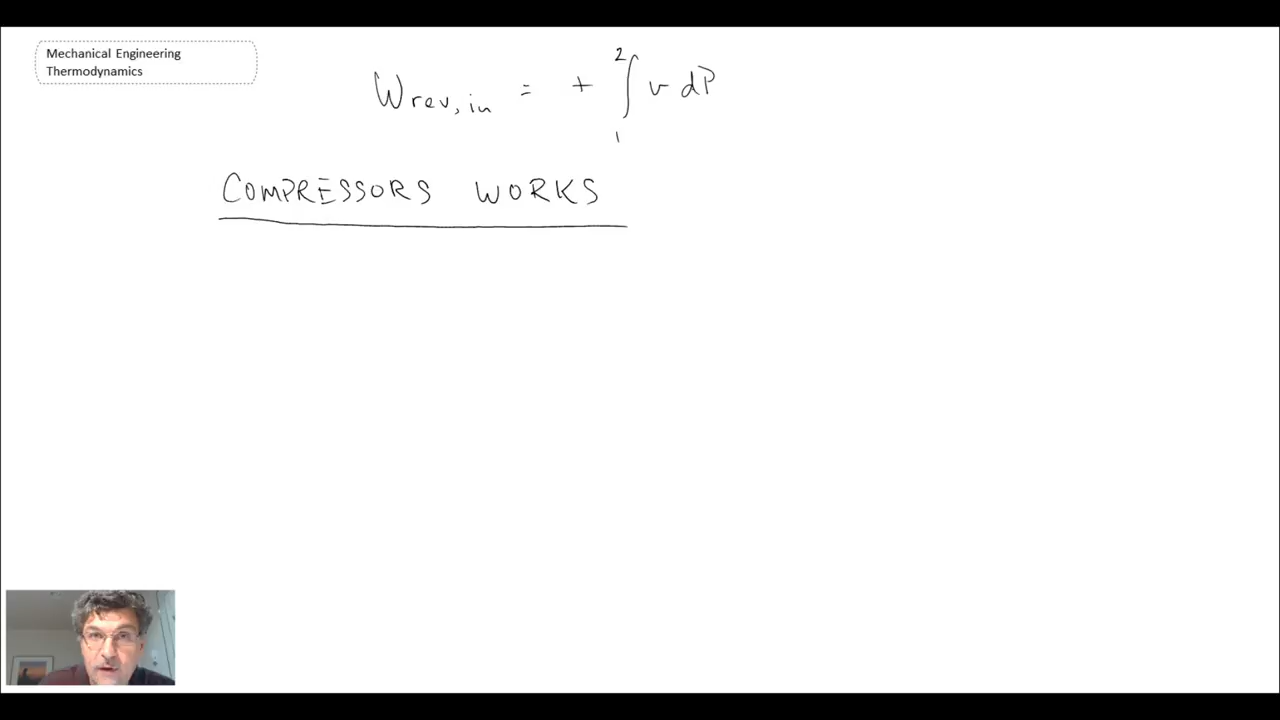 Mechanical Engineering
Thermodynamics
Wrev, in = + ∫₁² v dP
COMPRESSORS WORKS